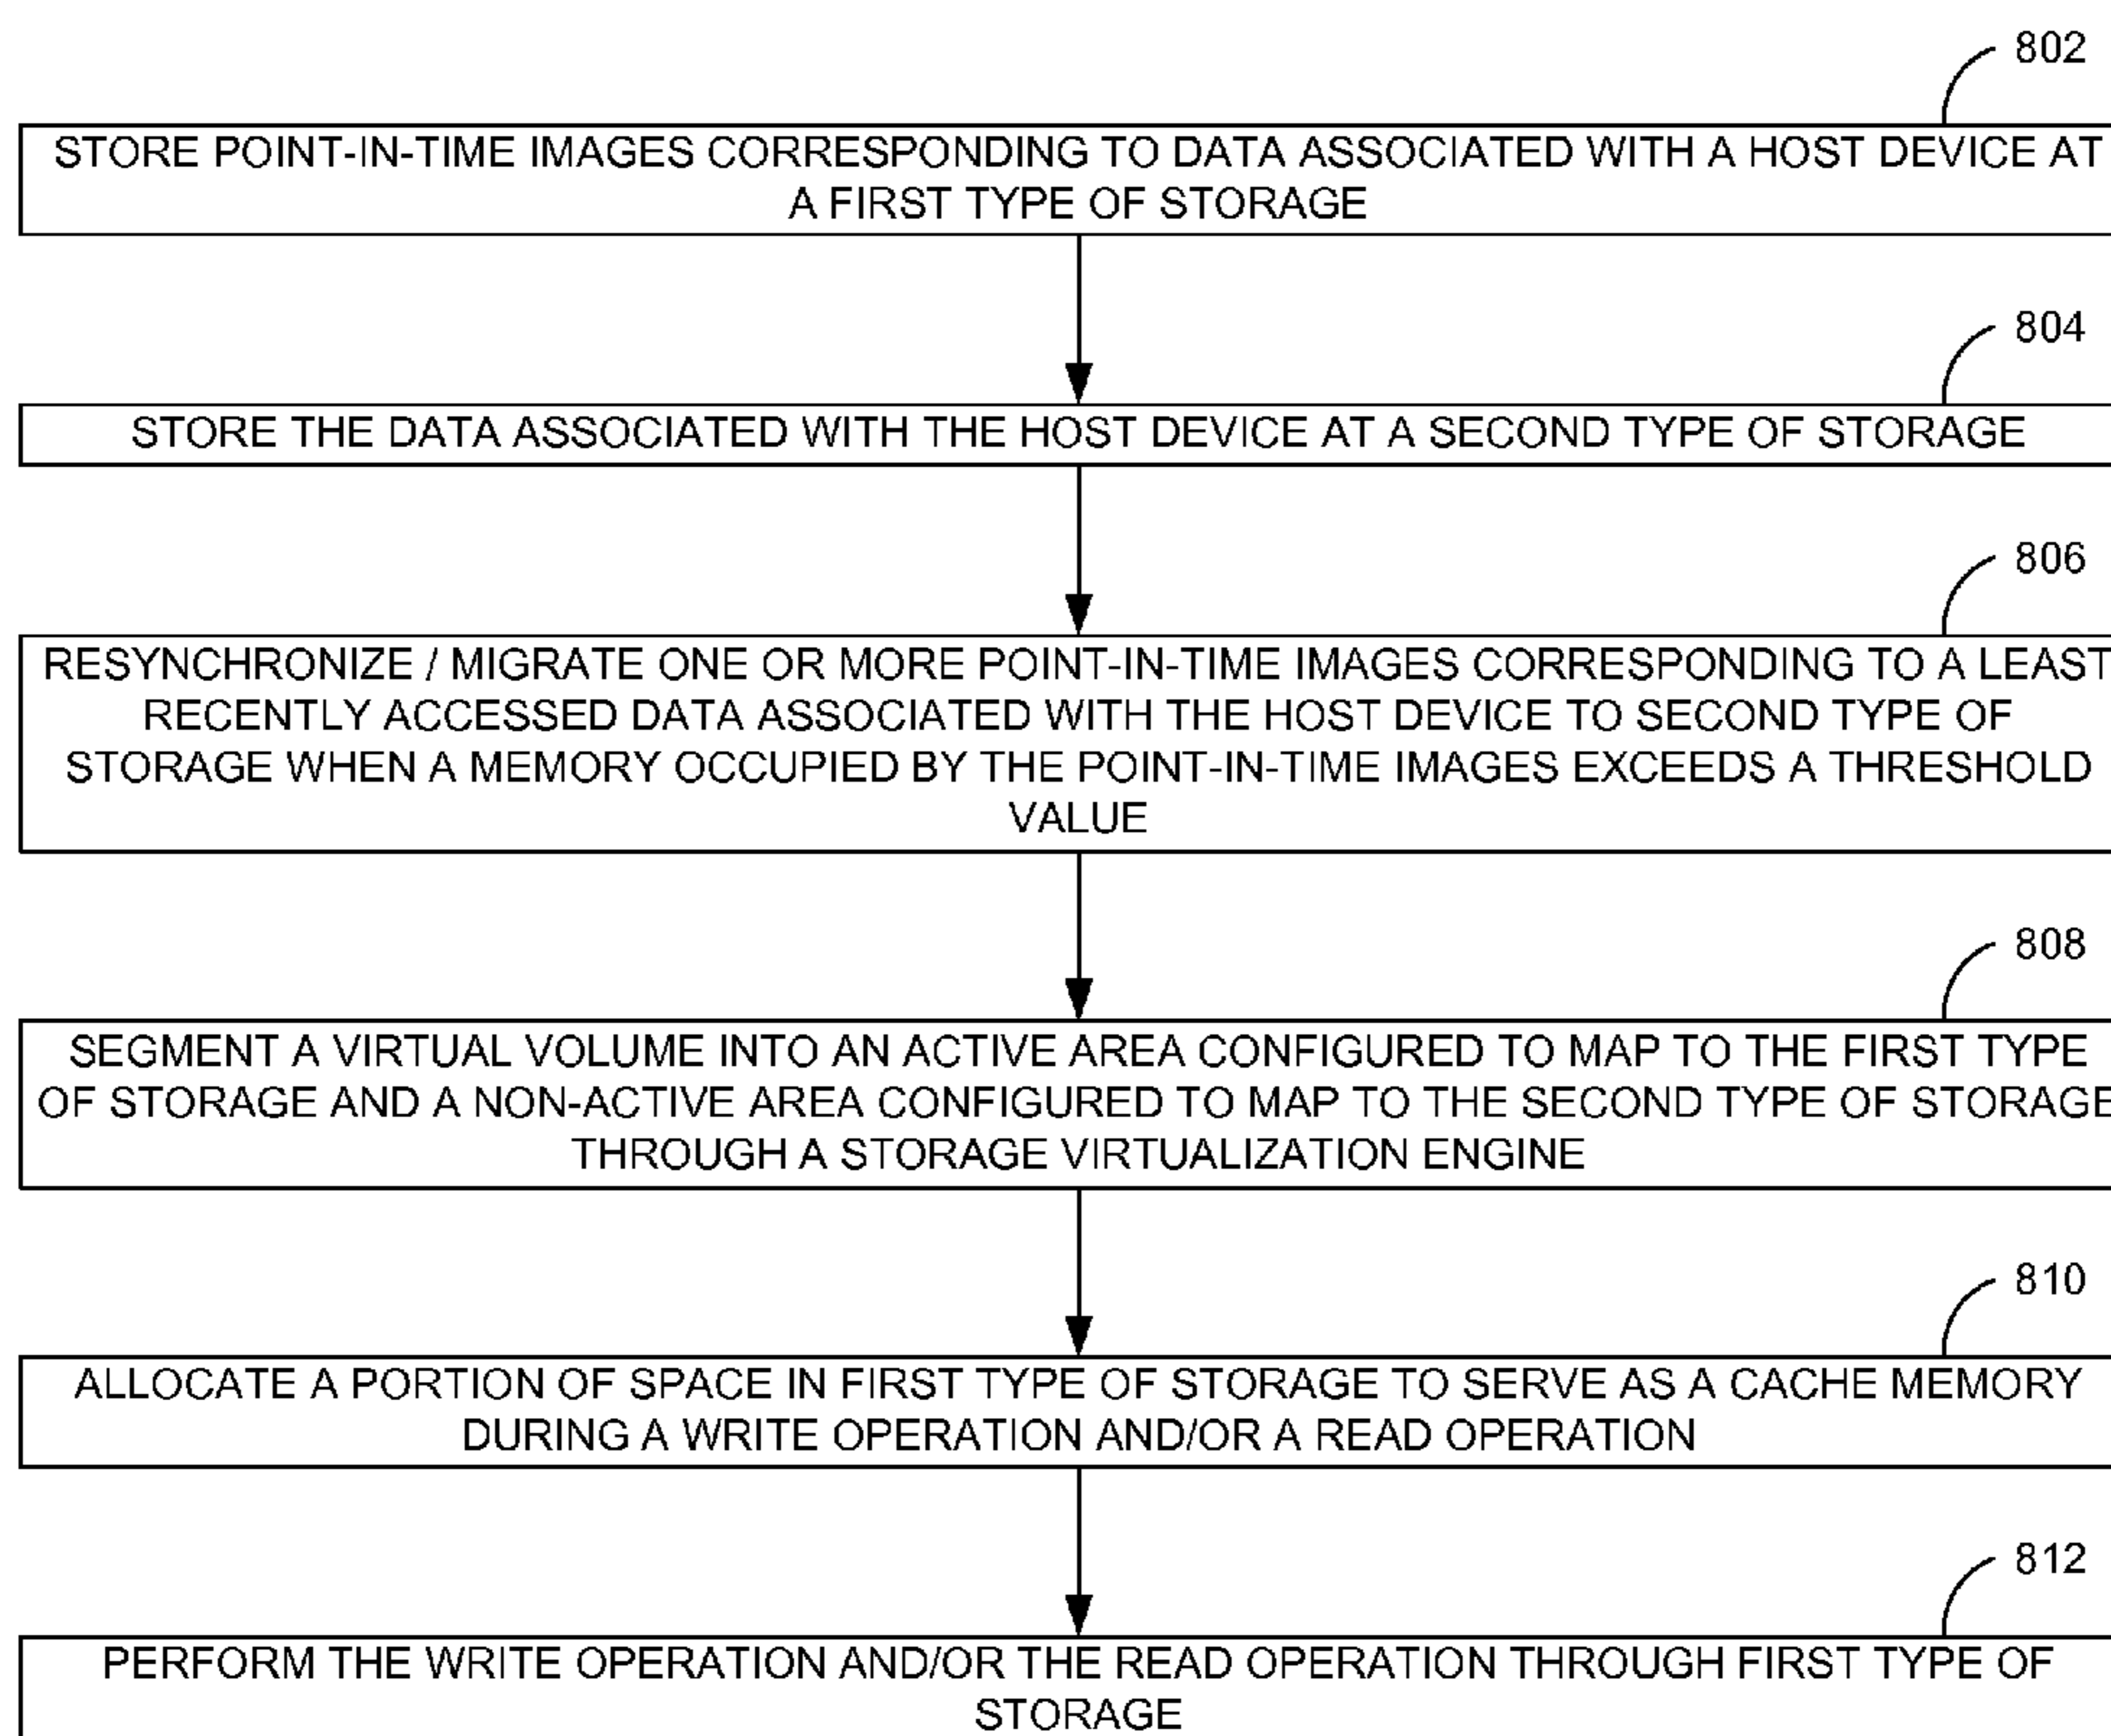 802
STORE POINT-IN-TIME IMAGES CORRESPONDING TO DATA ASSOCIATED WITH A HOST DEVICE AT
A FIRST TYPE OF STORAGE
804
STORE THE DATA ASSOCIATED WITH THE HOST DEVICE AT A SECOND TYPE OF STORAGE
806
RESYNCHRONIZE / MIGRATE ONE OR MORE POINT-IN-TIME IMAGES CORRESPONDING TO A LEAST
RECENTLY ACCESSED DATA ASSOCIATED WITH THE HOST DEVICE TO SECOND TYPE OF
STORAGE WHEN A MEMORY OCCUPIED BY THE POINT-IN-TIME IMAGES EXCEEDS A THRESHOLD
VALUE
808
SEGMENT A VIRTUAL VOLUME INTO AN ACTIVE AREA CONFIGURED TO MAP TO THE FIRST TYPE
OF STORAGE AND A NON-ACTIVE AREA CONFIGURED TO MAP TO THE SECOND TYPE OF STORAGE
THROUGH A STORAGE VIRTUALIZATION ENGINE
810
ALLOCATE A PORTION OF SPACE IN FIRST TYPE OF STORAGE TO SERVE AS A CACHE MEMORY
DURING A WRITE OPERATION AND/OR A READ OPERATION
812
PERFORM THE WRITE OPERATION AND/OR THE READ OPERATION THROUGH FIRST TYPE OF
STORAGE